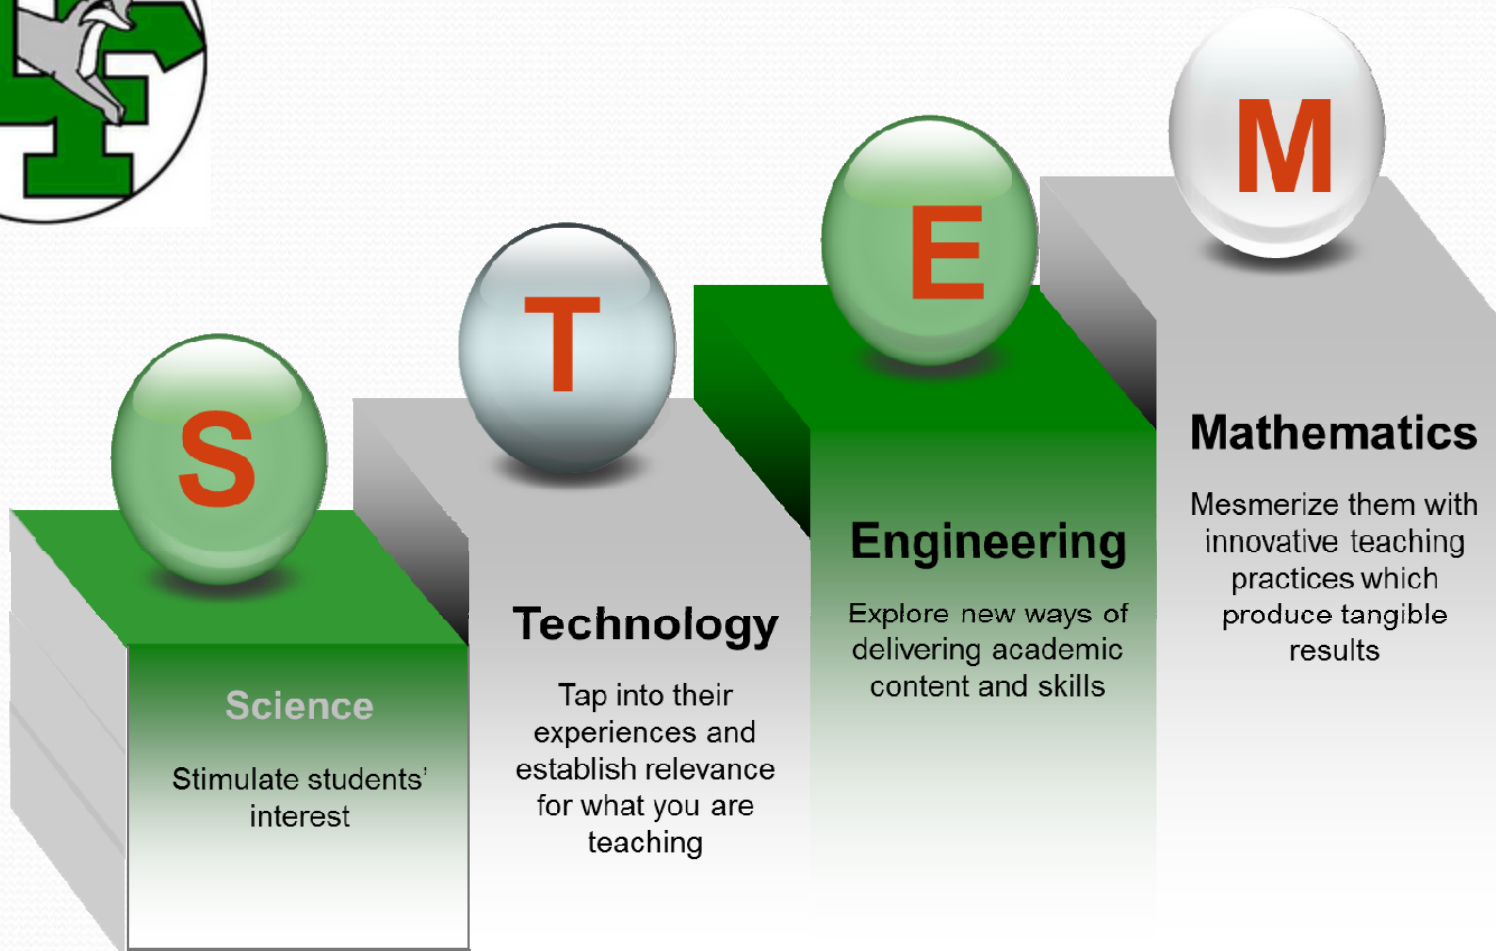 S
T
E
M
Science
Stimulate students'
interest
Technology
Tap into their
experiences and
establish relevance
for what you are
teaching
Engineering
Explore new ways of
delivering academic
content and skills
Mathematics
Mesmerize them with
innovative teaching
practices which
produce tangible
results